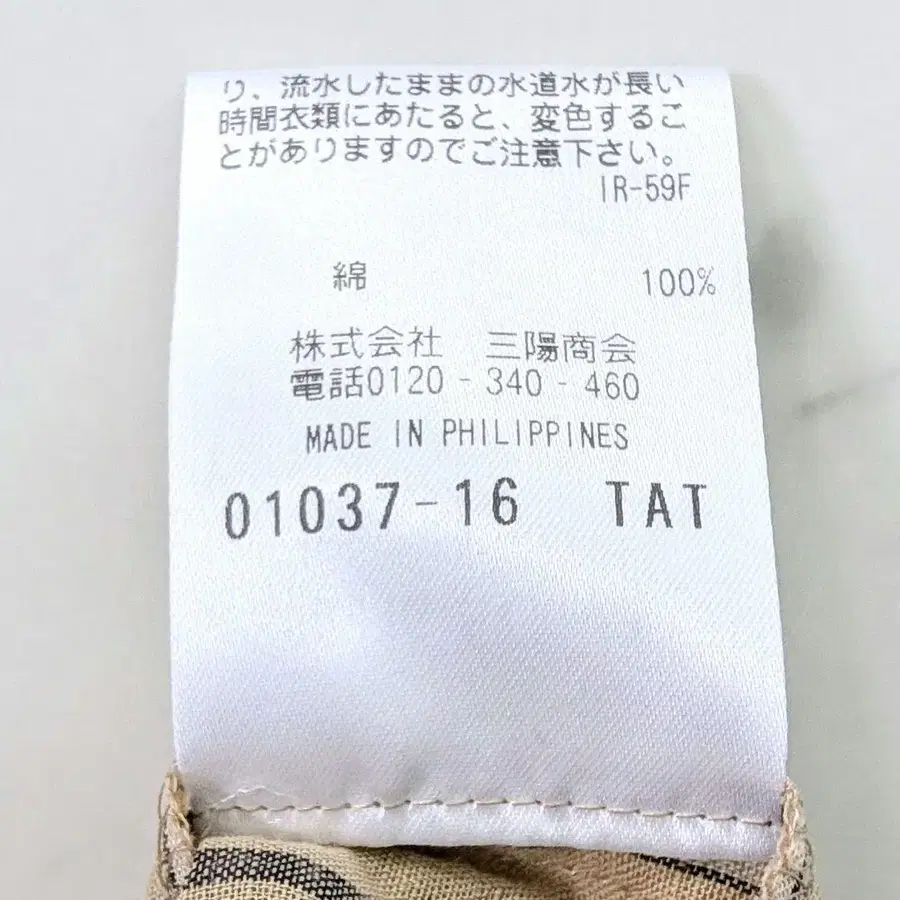 り、流水したままの水道水が長い
時間衣類にあたると、変色するこ
とがありますのでご注意下さい。
IR-59F
綿 100%
株式会社 三陽商会
電話0120-340-460
MADE IN PHILIPPINES
01037-16 TAT